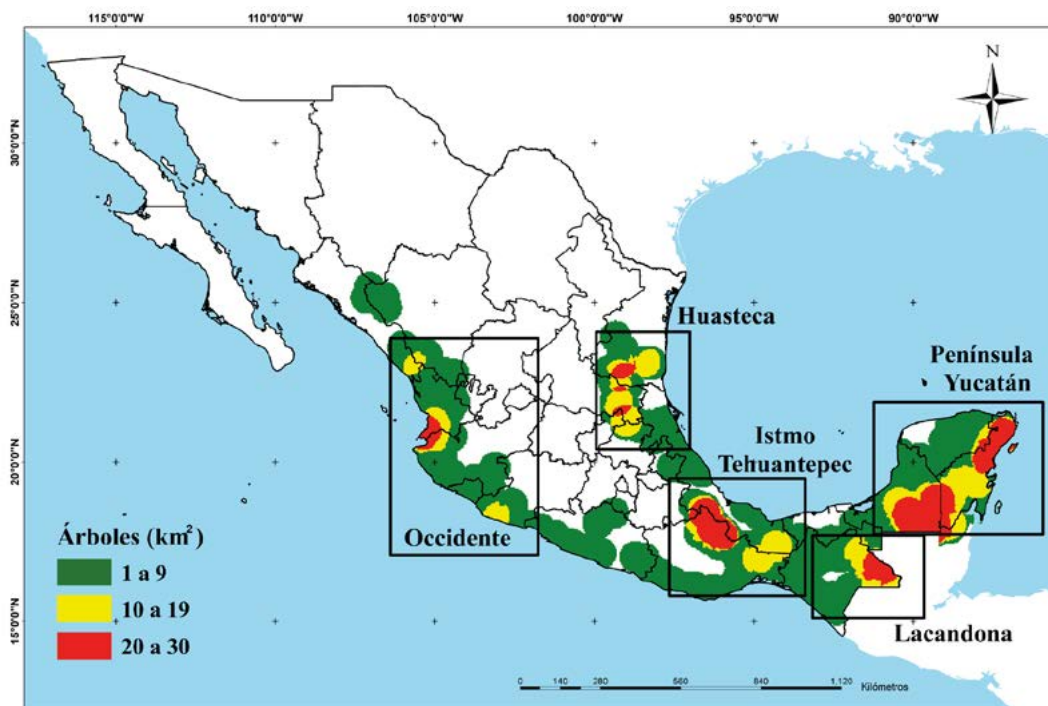 115°0'0"W 110°0'0"W 105°0'0"W 100°0'0"W 95°0'0"W 90°0'0"W
N
30°0'0"N
25°0'0"N
20°0'0"N
15°0'0"N
Huasteca
Península
Yucatán
Istmo
Tehuantepec
Occidente
Lacandona
Árboles (km²)
1 a 9
10 a 19
20 a 30
0 140 280 560 840 1,120
Kilómetros